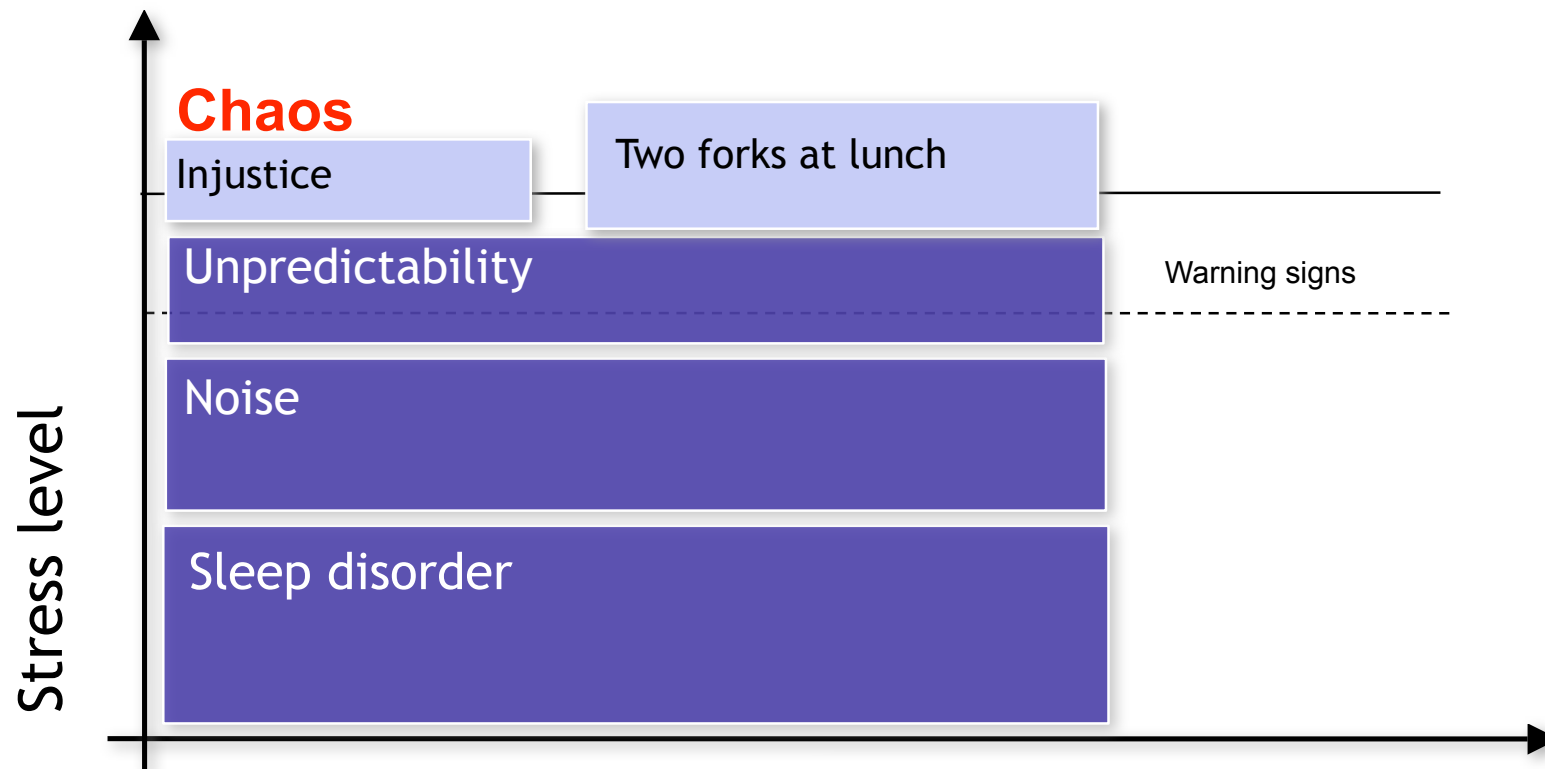 Chaos
Injustice
Two forks at lunch
Unpredictability
Warning signs
Noise
Sleep disorder
Stress level